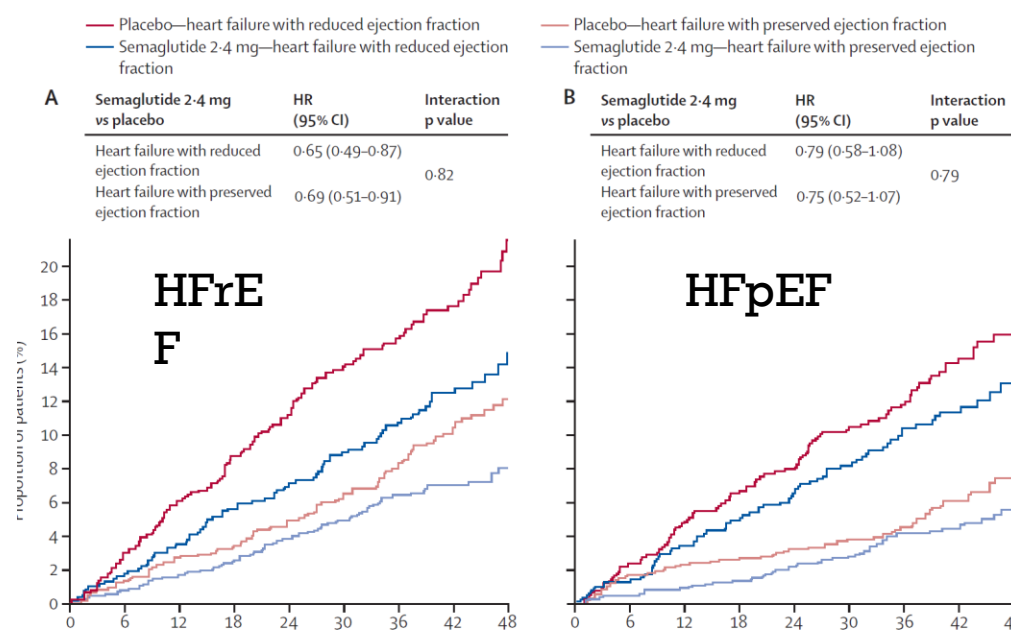 Placebo—heart failure with reduced ejection fraction
Semaglutide 2·4 mg—heart failure with reduced ejection
fraction
Placebo—heart failure with preserved ejection fraction
Semaglutide 2·4 mg—heart failure with preserved ejection
fraction
A
Semaglutide 2·4 mg
vs placebo
HR
(95% CI)
Interaction
p value
Heart failure with reduced
ejection fraction
0·65 (0·49–0·87)
0·82
Heart failure with preserved
ejection fraction
0·69 (0·51–0·91)
B
Semaglutide 2·4 mg
vs placebo
HR
(95% CI)
Interaction
p value
Heart failure with reduced
ejection fraction
0·79 (0·58–1·08)
0·79
Heart failure with preserved
ejection fraction
0·75 (0·52–1·07)
HFrE
F
HFpEF
20
18
16
14
12
10
8
6
4
2
0
of patients
0 6 12 18 24 30 36 42 48
0 6 12 18 24 30 36 42